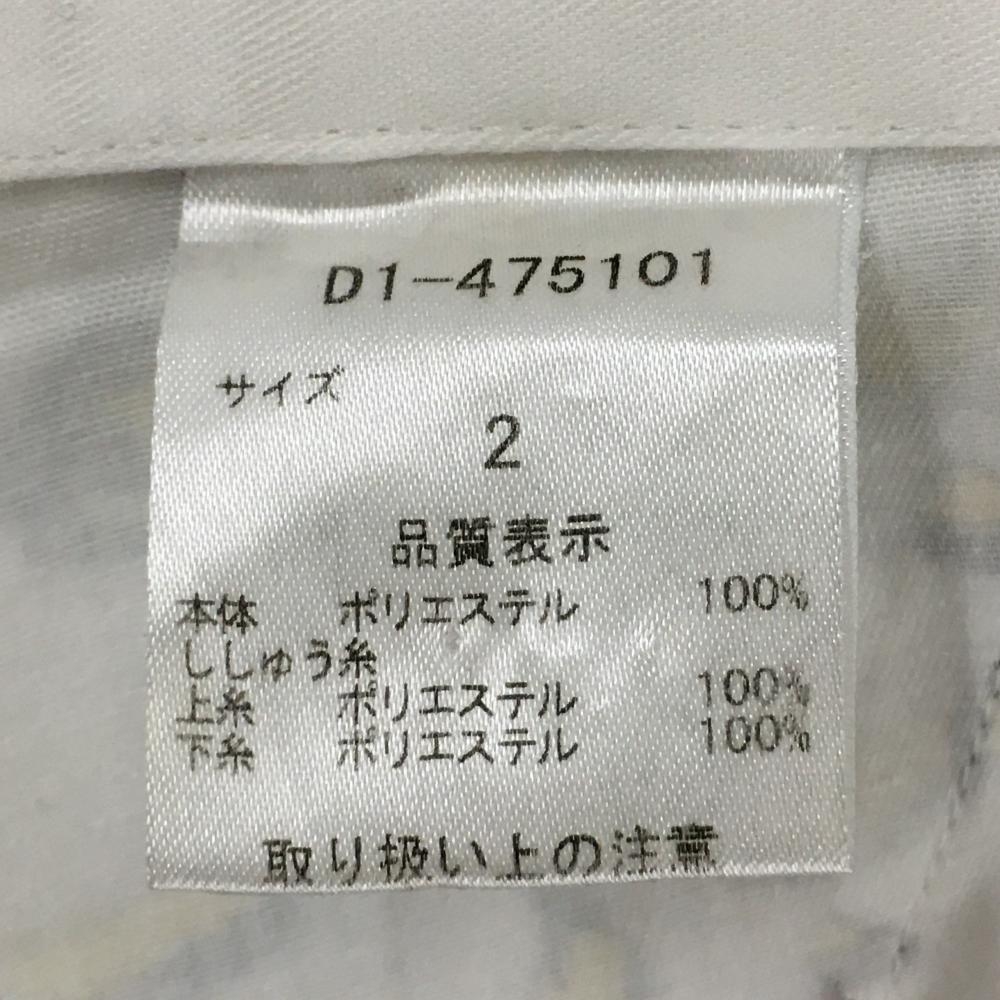 D1-475101
サイズ
2
品質表示
本体 ポリエステル 100%
ししゅう糸
上糸 ポリエステル 100%
下糸 ポリエステル 100%
取り扱い上の注意